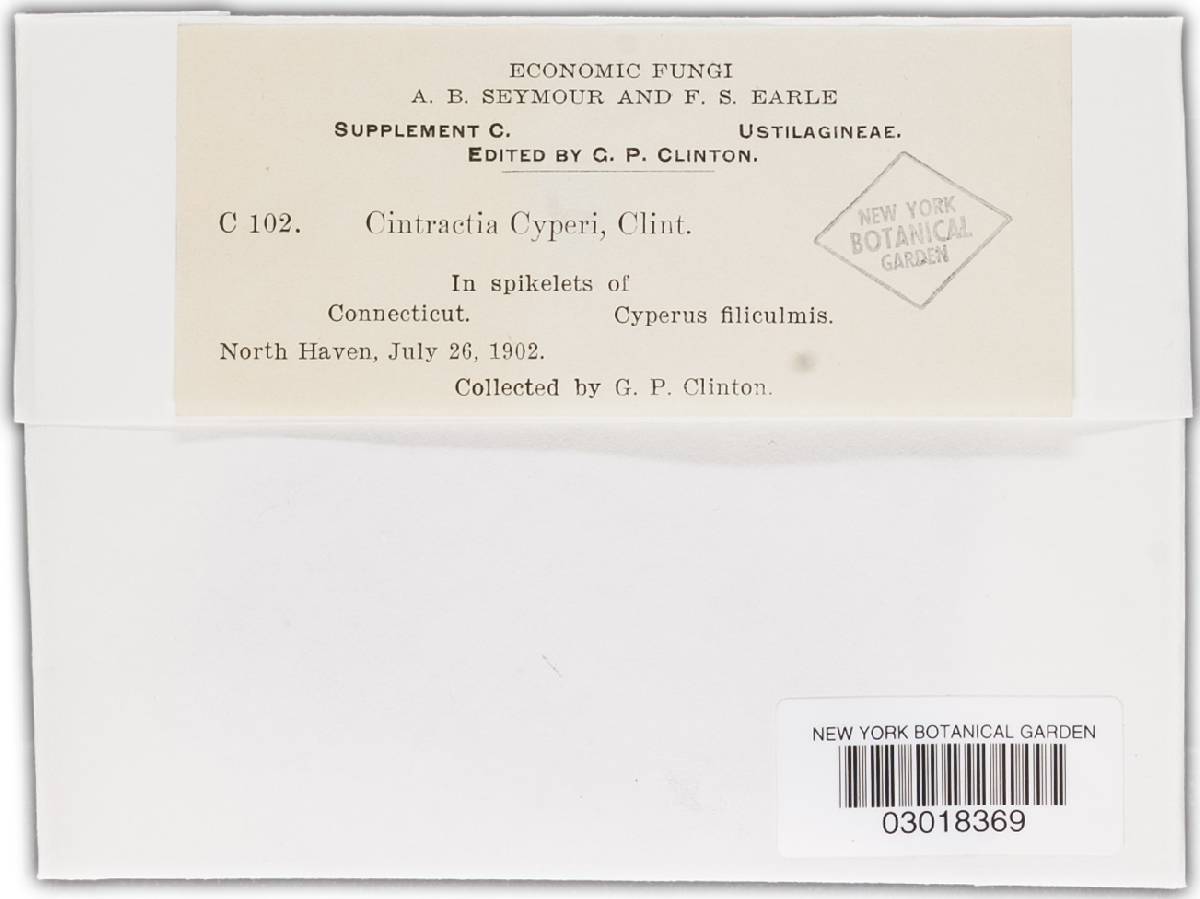 ECONOMIC FUNGI
A. B. SEYMOUR AND F. S. EARLE
SUPPLEMENT C. USTILAGINEAE.
EDITED BY G. P. CLINTON.
C 102. Cintractia Cyperi, Clint.
NEW YORK
BOTANICAL
GARDEN
In spikelets of
Connecticut. Cyperus filiculmis.
North Haven, July 26, 1902.
Collected by G. P. Clinton.
NEW YORK BOTANICAL GARDEN
03018369